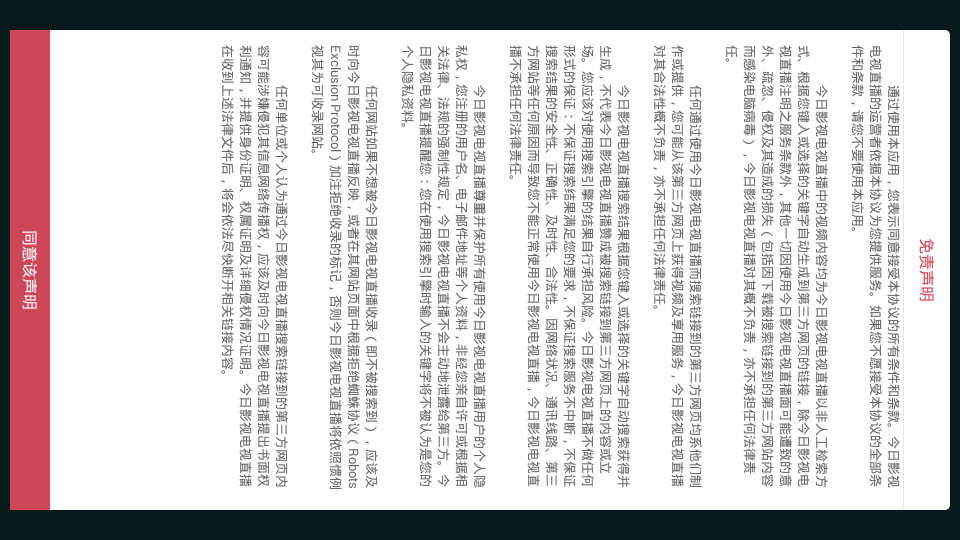 免责声明
通过使用本应用，您表示同意接受本协议的所有条件和条款。今日影视
电视直播的运营者依据本协议为您提供服务。如果您不愿接受本协议的全部条
件和条款，请您不要使用本应用。
今日影视电视直播中的视频内容均为今日影视电视直播以非人工检索方
式、根据您键入或选择的关键字自动生成到第三方网页的链接，除今日影视电
视直播注明之服务条款外，其他一切因使用今日影视电视直播面可能遭致的意
外、疏忽、侵权及其造成的损失（包括因下载被搜索链接到的第三方网站内容
而感染电脑病毒），今日影视电视直播对其概不负责，亦不承担任何法律责
任。
任何通过使用今日影视电视直播而搜索链接到的第三方网页均系他们制
作或提供，您可能从该第三方网页上获得视频及享用服务，今日影视电视直播
对其合法性概不负责，亦不承担任何法律责任。
今日影视电视直播搜索结果根据您键入或选择的关键字自动搜索获得并
生成，不代表今日影视电视直播赞成被搜索链接到第三方网页上的内容或立
场。您应该对使用搜索引擎的结果自行承担风险。今日影视电视直播不做任何
形式的保证：不保证搜索结果满足您的要求，不保证搜索服务不中断，不保证
搜索结果的安全性、正确性、及时性、合法性。因网络状况、通讯线路、第三
方网站等任何原因而导致您不能正常使用今日影视电视直播，今日影视电视直
播不承担任何法律责任。
今日影视电视直播尊重并保护所有使用今日影视电视直播用户的个人隐
私权，您注册的用户名、电子邮件地址等个人资料，非经您亲自许可或根据相
关法律、法规的强制性规定，今日影视电视直播不会主动地泄露给第三方。今
日影视电视直播提醒您：您在使用搜索引擎时输入的关键字将不被认为是您的
个人隐私资料。
任何网站如果不想被今日影视电视直播收录（即不被搜索到），应该及
时向今日影视电视直播反映，或者在其网站页面中根据拒绝蜘蛛协议（Robots
Exclusion Protocol）加注拒绝收录的标记，否则今日影视电视直播将依照惯例
视其为可收录网站。
任何单位或个人认为通过今日影视电视直播搜索链接到的第三方网页内
容可能涉嫌侵犯其信息网络传播权，应该及时向今日影视电视直播提出书面权
利通知，并提供身份证明、权属证明及详细侵权情况证明。今日影视电视直播
在收到上述法律文件后，将会依法尽快断开相关链接内容。
同意该声明